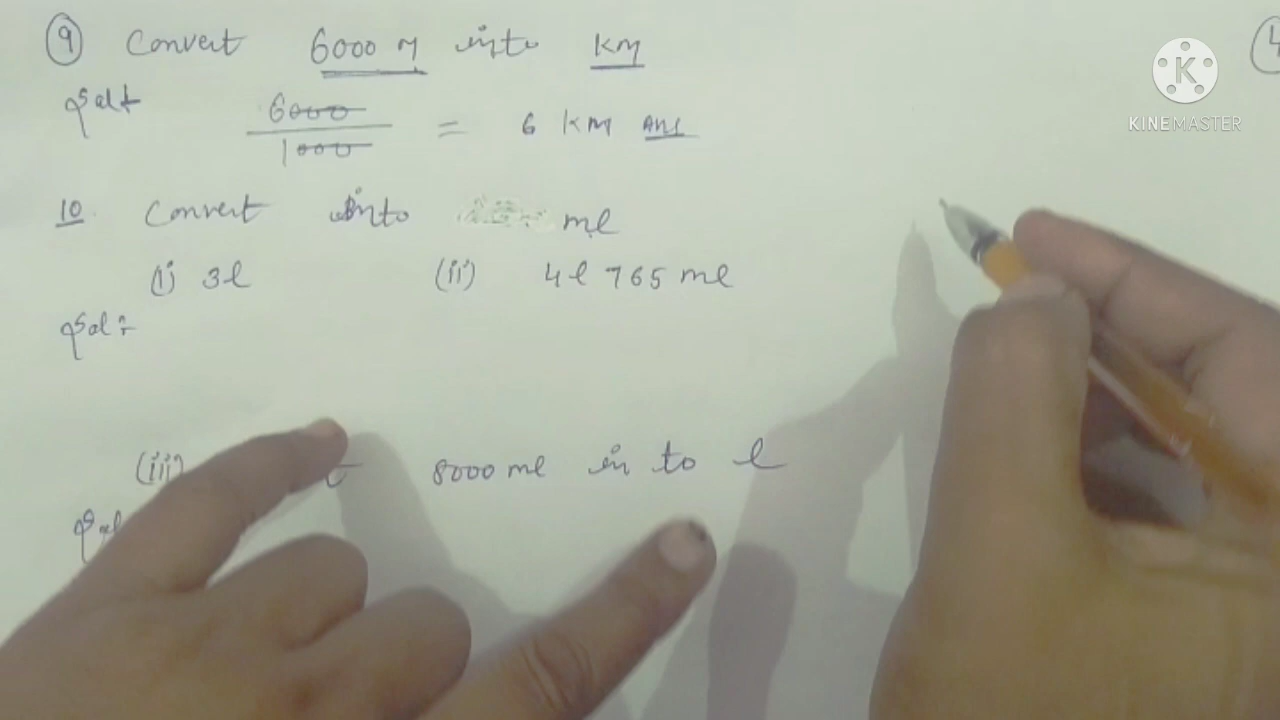 9 Convert 6000 M into KM
Sol:-
6000
1000 = 6 KM Ans
10. Convert into ml
(i) 3l (ii) 4l 765 ml
Sol:-
(iii) 8000 ml in to l
Sol
K
KINEMASTER